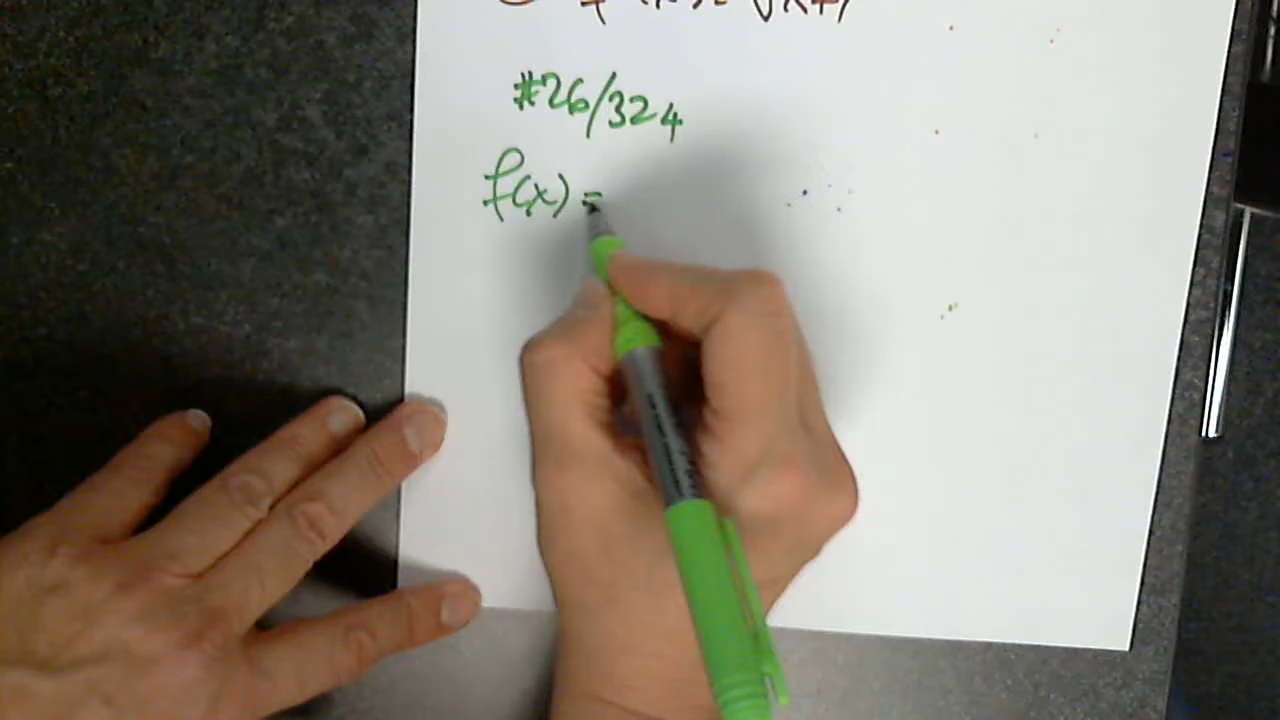 #26/324
f(x) =